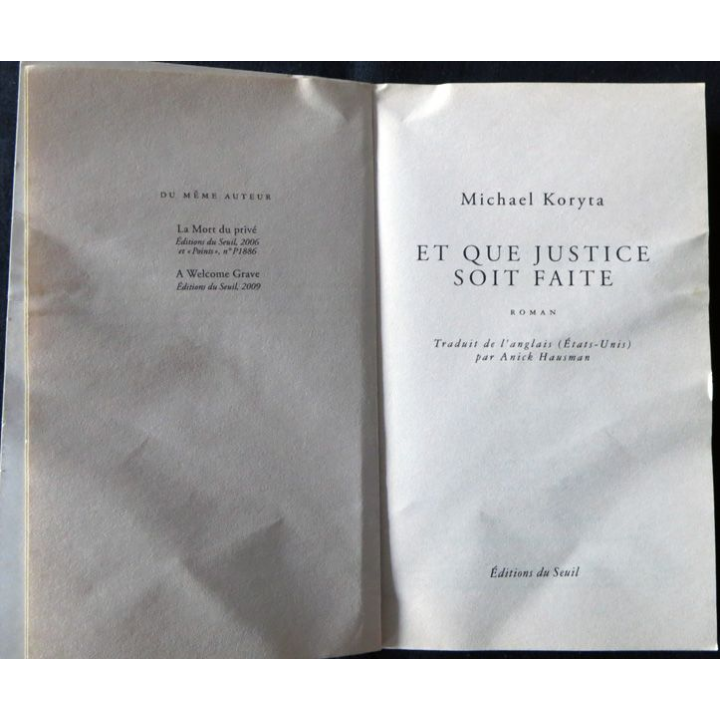 DU MÊME AUTEUR
La Mort du privé
Éditions du Seuil, 2006
et « Points », n° P1886
A Welcome Grave
Éditions du Seuil, 2009
Michael Koryta
ET QUE JUSTICE
SOIT FAITE
ROMAN
Traduit de l'anglais (États-Unis)
par Anick Hausman
Éditions du Seuil